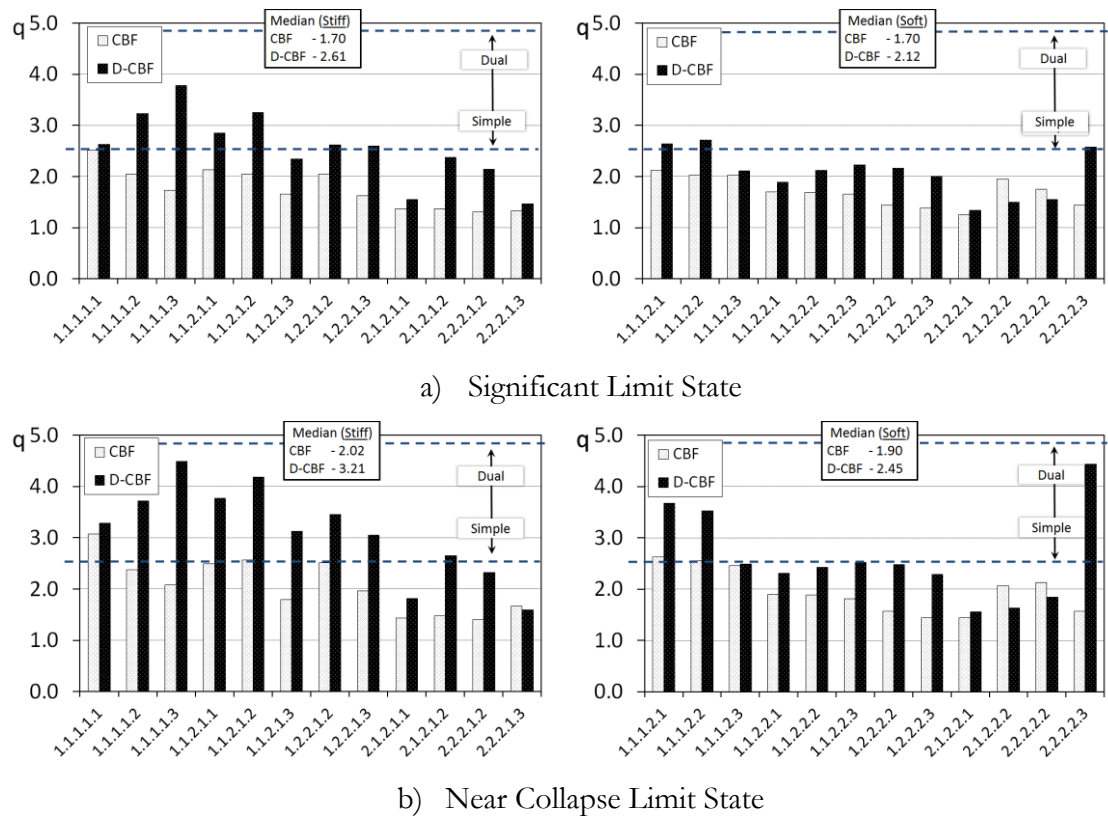 q
5.0
4.0
3.0
2.0
1.0
0.0
CBF
D-CBF
Median (Stiff)
CBF - 1.70
D-CBF - 2.61
Dual
Simple
1.1.1.1.1
1.1.1.1.2
1.1.1.1.3
1.1.2.1.1
1.1.2.1.2
1.1.2.1.3
1.2.2.1.2
1.2.2.1.3
2.1.2.1.1
2.1.2.1.2
2.2.2.1.2
2.2.2.1.3
5.0
4.0
3.0
2.0
1.0
0.0
CBF
D-CBF
Median (Soft)
CBF - 1.70
D-CBF - 2.12
Dual
Simple
1.1.1.2.1
1.1.1.2.2
1.1.1.2.3
1.1.2.2.1
1.1.2.2.2
1.1.2.2.3
1.2.2.2.2
1.2.2.2.3
2.1.2.2.1
2.1.2.2.2
2.2.2.2.2
2.2.2.2.3
a) Significant Limit State
q
5.0
4.0
3.0
2.0
1.0
0.0
CBF
D-CBF
Median (Stiff)
CBF - 2.02
D-CBF - 3.21
Dual
Simple
1.1.1.1.1
1.1.1.1.2
1.1.1.1.3
1.1.2.1.1
1.1.2.1.2
1.1.2.1.3
1.2.2.1.2
1.2.2.1.3
2.1.2.1.1
2.1.2.1.2
2.2.2.1.2
2.2.2.1.3
q
5.0
4.0
3.0
2.0
1.0
0.0
CBF
D-CBF
Median (Soft)
CBF - 1.90
D-CBF - 2.45
Dual
Simple
1.1.1.2.1
1.1.1.2.2
1.1.1.2.3
1.1.2.2.1
1.1.2.2.2
1.1.2.2.3
1.2.2.2.2
1.2.2.2.3
2.1.2.2.1
2.1.2.2.2
2.2.2.2.2
2.2.2.2.3
b) Near Collapse Limit State